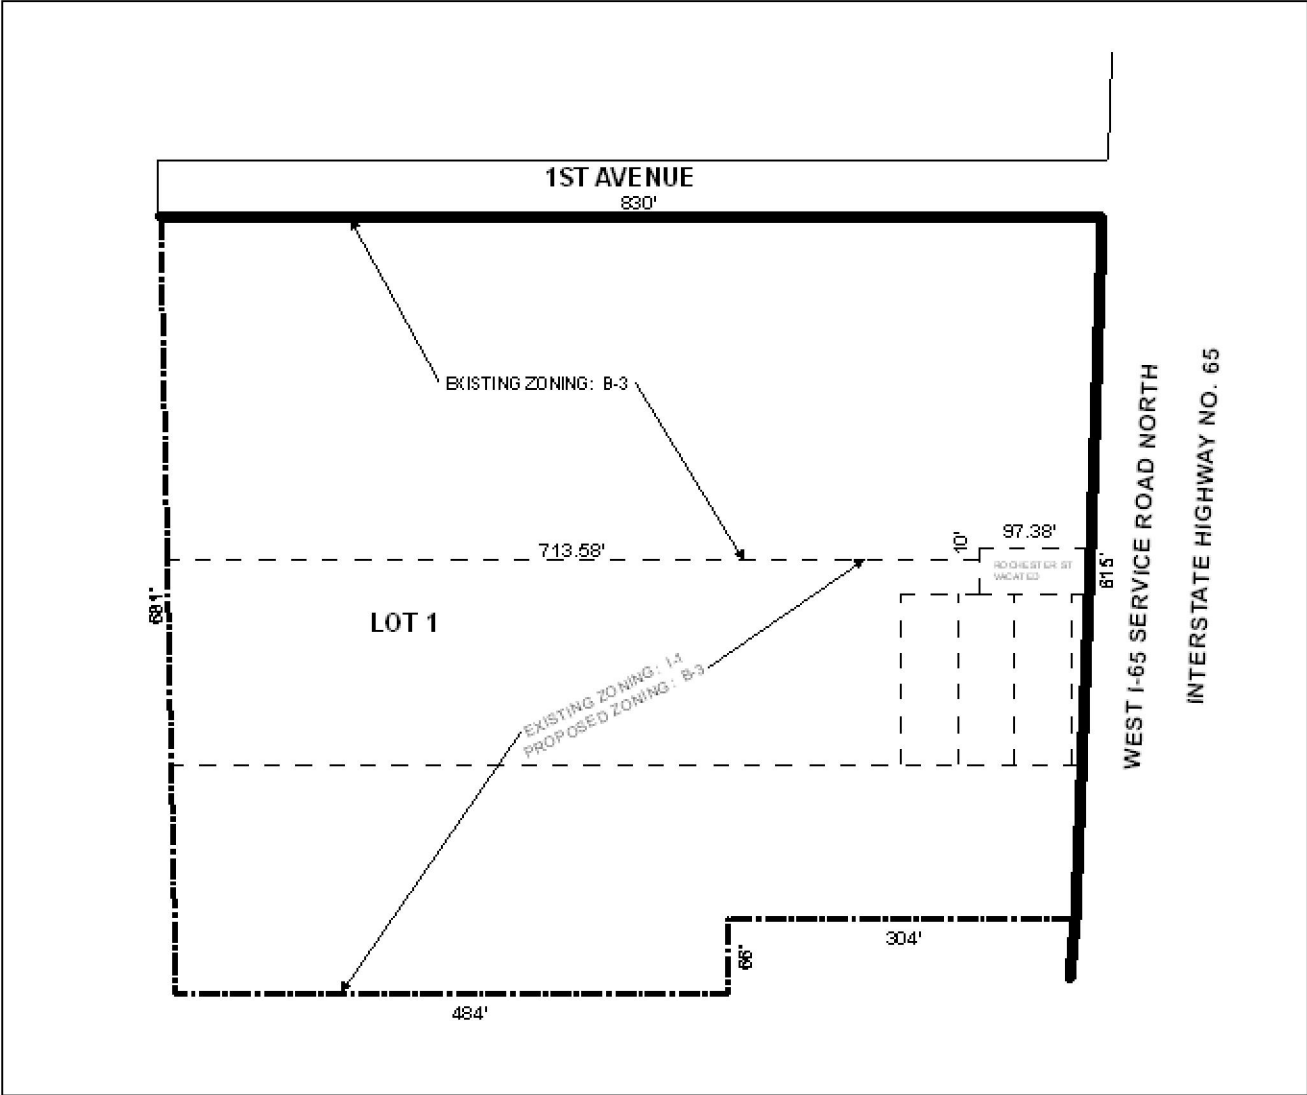 1ST AVENUE
830'
EXISTING ZONING: B-3
713.58'
10'
97.38'
ROCHESTER ST
VACATED
615'
LOT 1
EXISTING ZONING: I-1
PROPOSED ZONING: B-3
WEST I-65 SERVICE ROAD NORTH
INTERSTATE HIGHWAY NO. 65
304'
66'
484'